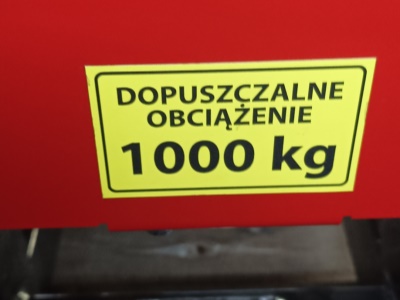 DOPUSZCZALNE
OBCIĄŻENIE
1000 kg